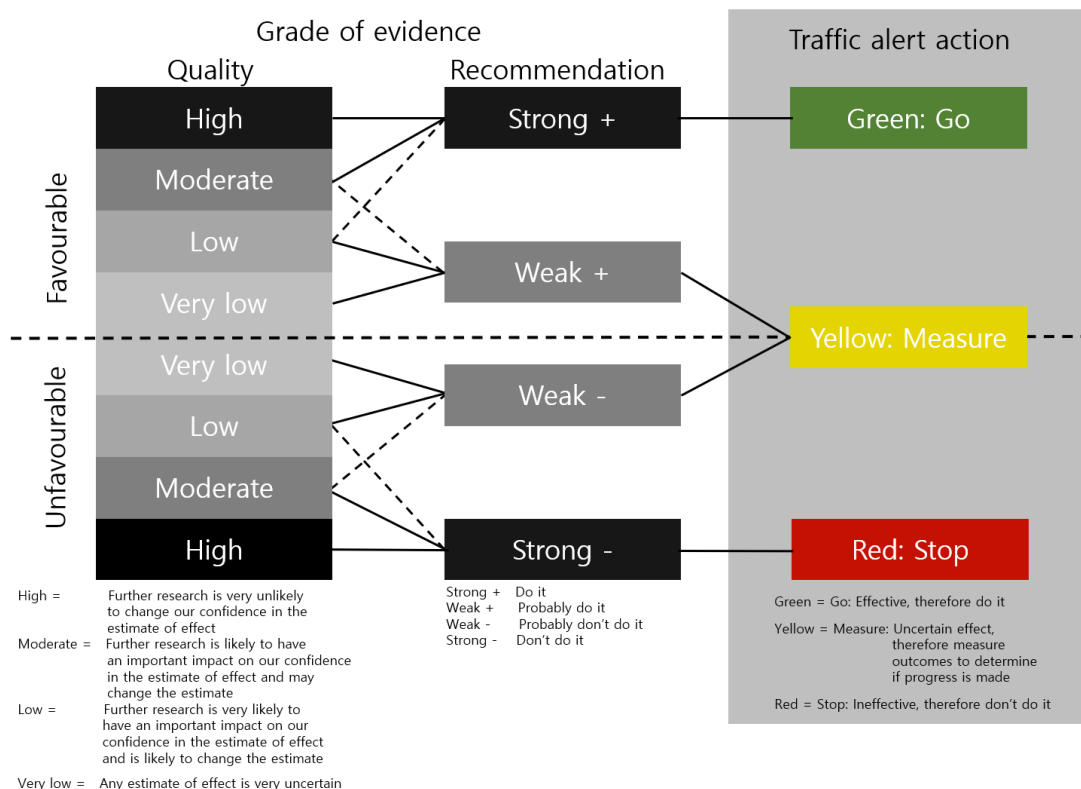 Grade of evidence
Traffic alert action
Quality
Recommendation
Favourable
Unfavourable
High
Moderate
Low
Very low
Very low
Low
Moderate
High
Strong +
Weak +
Weak -
Strong -
Green: Go
Yellow: Measure
Red: Stop
High = Further research is very unlikely
to change our confidence in the
estimate of effect
Moderate = Further research is likely to have
an important impact on our confidence
in the estimate of effect and may
change the estimate
Low = Further research is very likely to
have an important impact on our
confidence in the estimate of effect
and is likely to change the estimate
Very low = Any estimate of effect is very uncertain
Strong + Do it
Weak + Probably do it
Weak - Probably don't do it
Strong - Don't do it
Green = Go: Effective, therefore do it
Yellow = Measure: Uncertain effect,
therefore measure
outcomes to determine
if progress is made
Red = Stop: Ineffective, therefore don't do it